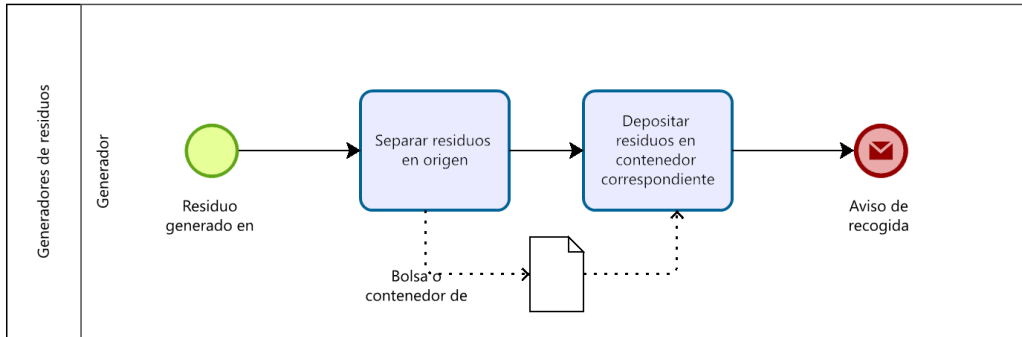 Generadores de residuos
Generador
Residuo
generado en
Separar residuos
en origen
Depositar
residuos en
contenedor
correspondiente
Aviso de
recogida
Bolsa o
contenedor de